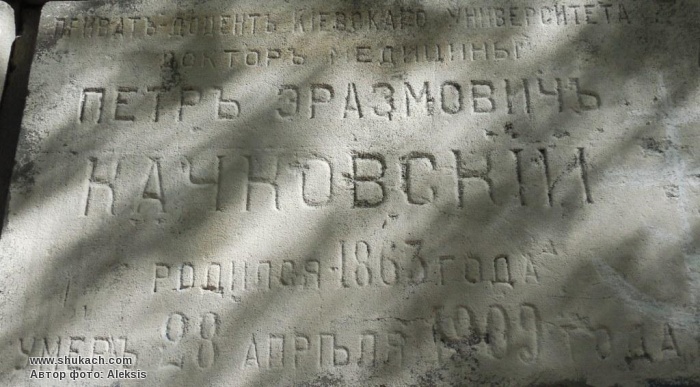 ПРИВАТЪ-ДОЦЕНТЪ КІЕВСКАГО УНИВЕРСИТЕТА
ДОКТОРЪ МЕДИЦИНЫ
ПЕТРЪ ЭРАЗМОВИЧЪ
КАЧКОВСКІЙ
РОДИЛСЯ-1863 ГОДА
УМЕРЪ 28 АПРѢЛЯ 1909 ГОДА
www.shukach.com
Автор фото: Aleksis